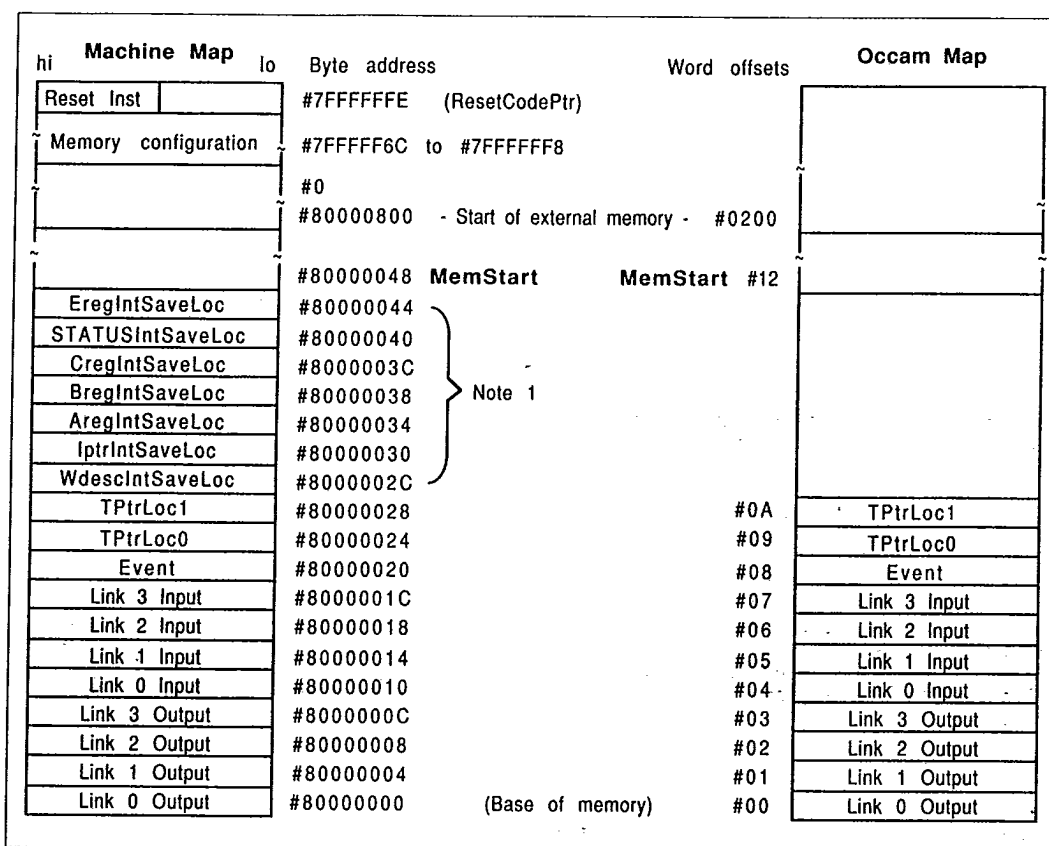 Machine Map
Occam Map
hi lo Byte address Word offsets
Reset Inst #7FFFFFFE (ResetCodePtr)
Memory configuration #7FFFFF6C to #7FFFFFF8
#0
#80000800 - Start of external memory - #0200
#80000048 MemStart MemStart #12
EregIntSaveLoc #80000044
STATUSIntSaveLoc #80000040
CregIntSaveLoc #8000003C
BregIntSaveLoc #80000038 Note 1
AregIntSaveLoc #80000034
IptrIntSaveLoc #80000030
WdescIntSaveLoc #8000002C
TPtrLoc1 #80000028 #0A TPtrLoc1
TPtrLoc0 #80000024 #09 TPtrLoc0
Event #80000020 #08 Event
Link 3 Input #8000001C #07 Link 3 Input
Link 2 Input #80000018 #06 Link 2 Input
Link 1 Input #80000014 #05 Link 1 Input
Link 0 Input #80000010 #04 Link 0 Input
Link 3 Output #8000000C #03 Link 3 Output
Link 2 Output #80000008 #02 Link 2 Output
Link 1 Output #80000004 #01 Link 1 Output
Link 0 Output #80000000 (Base of memory) #00 Link 0 Output